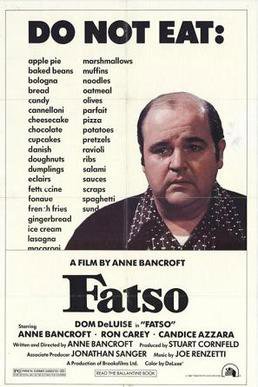 DO NOT EAT:
apple pie
baked beans
bologna
bread
candy
cannelloni
cheesecake
chocolate
cupcakes
danish
doughnuts
dumplings
eclairs
fettucine
fondue
french fries
gingerbread
ice cream
lasagna
macaroni
marshmallows
muffins
noodles
oatmeal
olives
parfait
pizza
potatoes
pretzels
ravioli
ribs
salami
sauces
scraps
spaghetti
sund
A FILM BY ANNE BANCROFT
Fatso
DOM DeLUISE in "FATSO"
Starring
ANNE BANCROFT · RON CAREY · CANDICE AZZARA
Written and Directed by ANNE BANCROFT Produced by STUART CORNFELD
Associate Producer JONATHAN SANGER Music by JOE RENZETTI
A Production of Brooksfilms Ltd. Color by DeLuxe
READ THE BALLANTINE BOOK